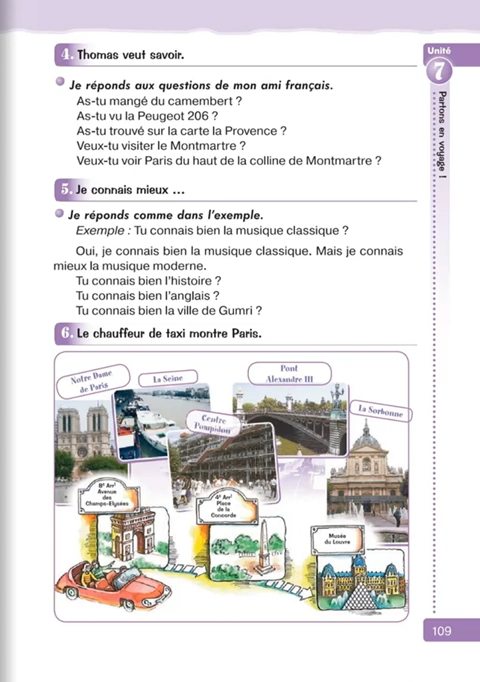 4. Thomas veut savoir.
Unité
7
Partons en voyage !
Je réponds aux questions de mon ami français.
As-tu mangé du camembert ?
As-tu vu la Peugeot 206 ?
As-tu trouvé sur la carte la Provence ?
Veux-tu visiter le Montmartre ?
Veux-tu voir Paris du haut de la colline de Montmartre ?
5. Je connais mieux ...
Je réponds comme dans l'exemple.
Exemple : Tu connais bien la musique classique ?
Oui, je connais bien la musique classique. Mais je connais
mieux la musique moderne.
Tu connais bien l'histoire ?
Tu connais bien l'anglais ?
Tu connais bien la ville de Gumri ?
6. Le chauffeur de taxi montre Paris.
Notre Dame
de Paris
La Seine
Pont
Alexandre III
Centre
Pompidou
La Sorbonne
8e Arrt
Avenue
des
Champs-Elysées
4e Arrt
Place
de la
Concorde
Musée
du Louvre
109